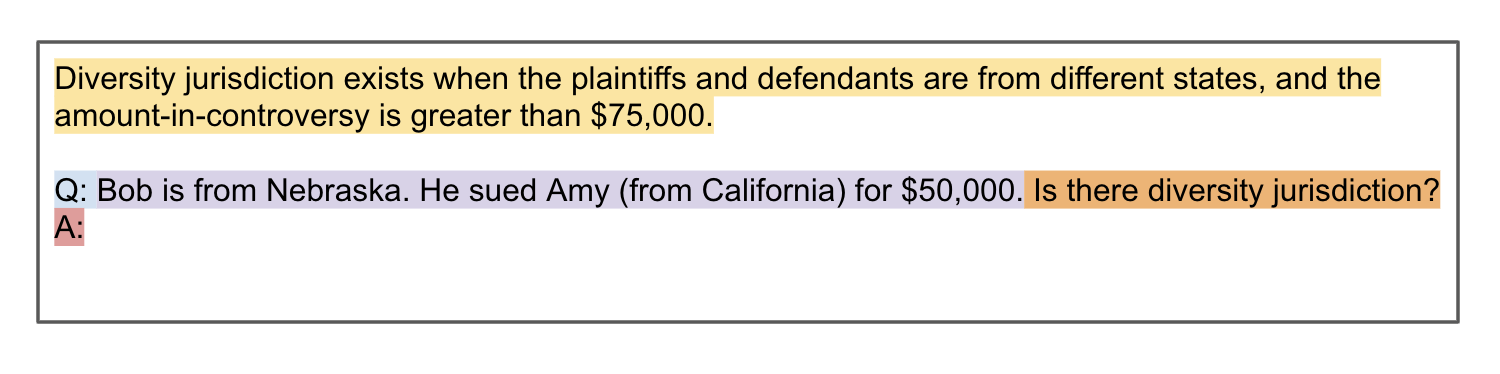 Diversity jurisdiction exists when the plaintiffs and defendants are from different states, and the
amount-in-controversy is greater than $75,000.
Q: Bob is from Nebraska. He sued Amy (from California) for $50,000. Is there diversity jurisdiction?
A: